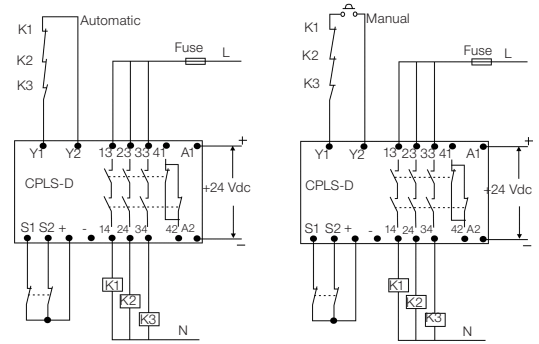 K1 Automatic
K2
K3
Fuse L
Y1 Y2 13 23 33 41 A1
CPLS-D
+
+24 Vdc
S1 S2 + - 14 24 34 42 A2
–
K1
K2
K3
N
K1 Manual
K2
K3
Fuse L
Y1 Y2 13 23 33 41 A1
CPLS-D
+
+24 Vdc
S1 S2 + - 14 24 34 42 A2
–
K1
K2
K3
N